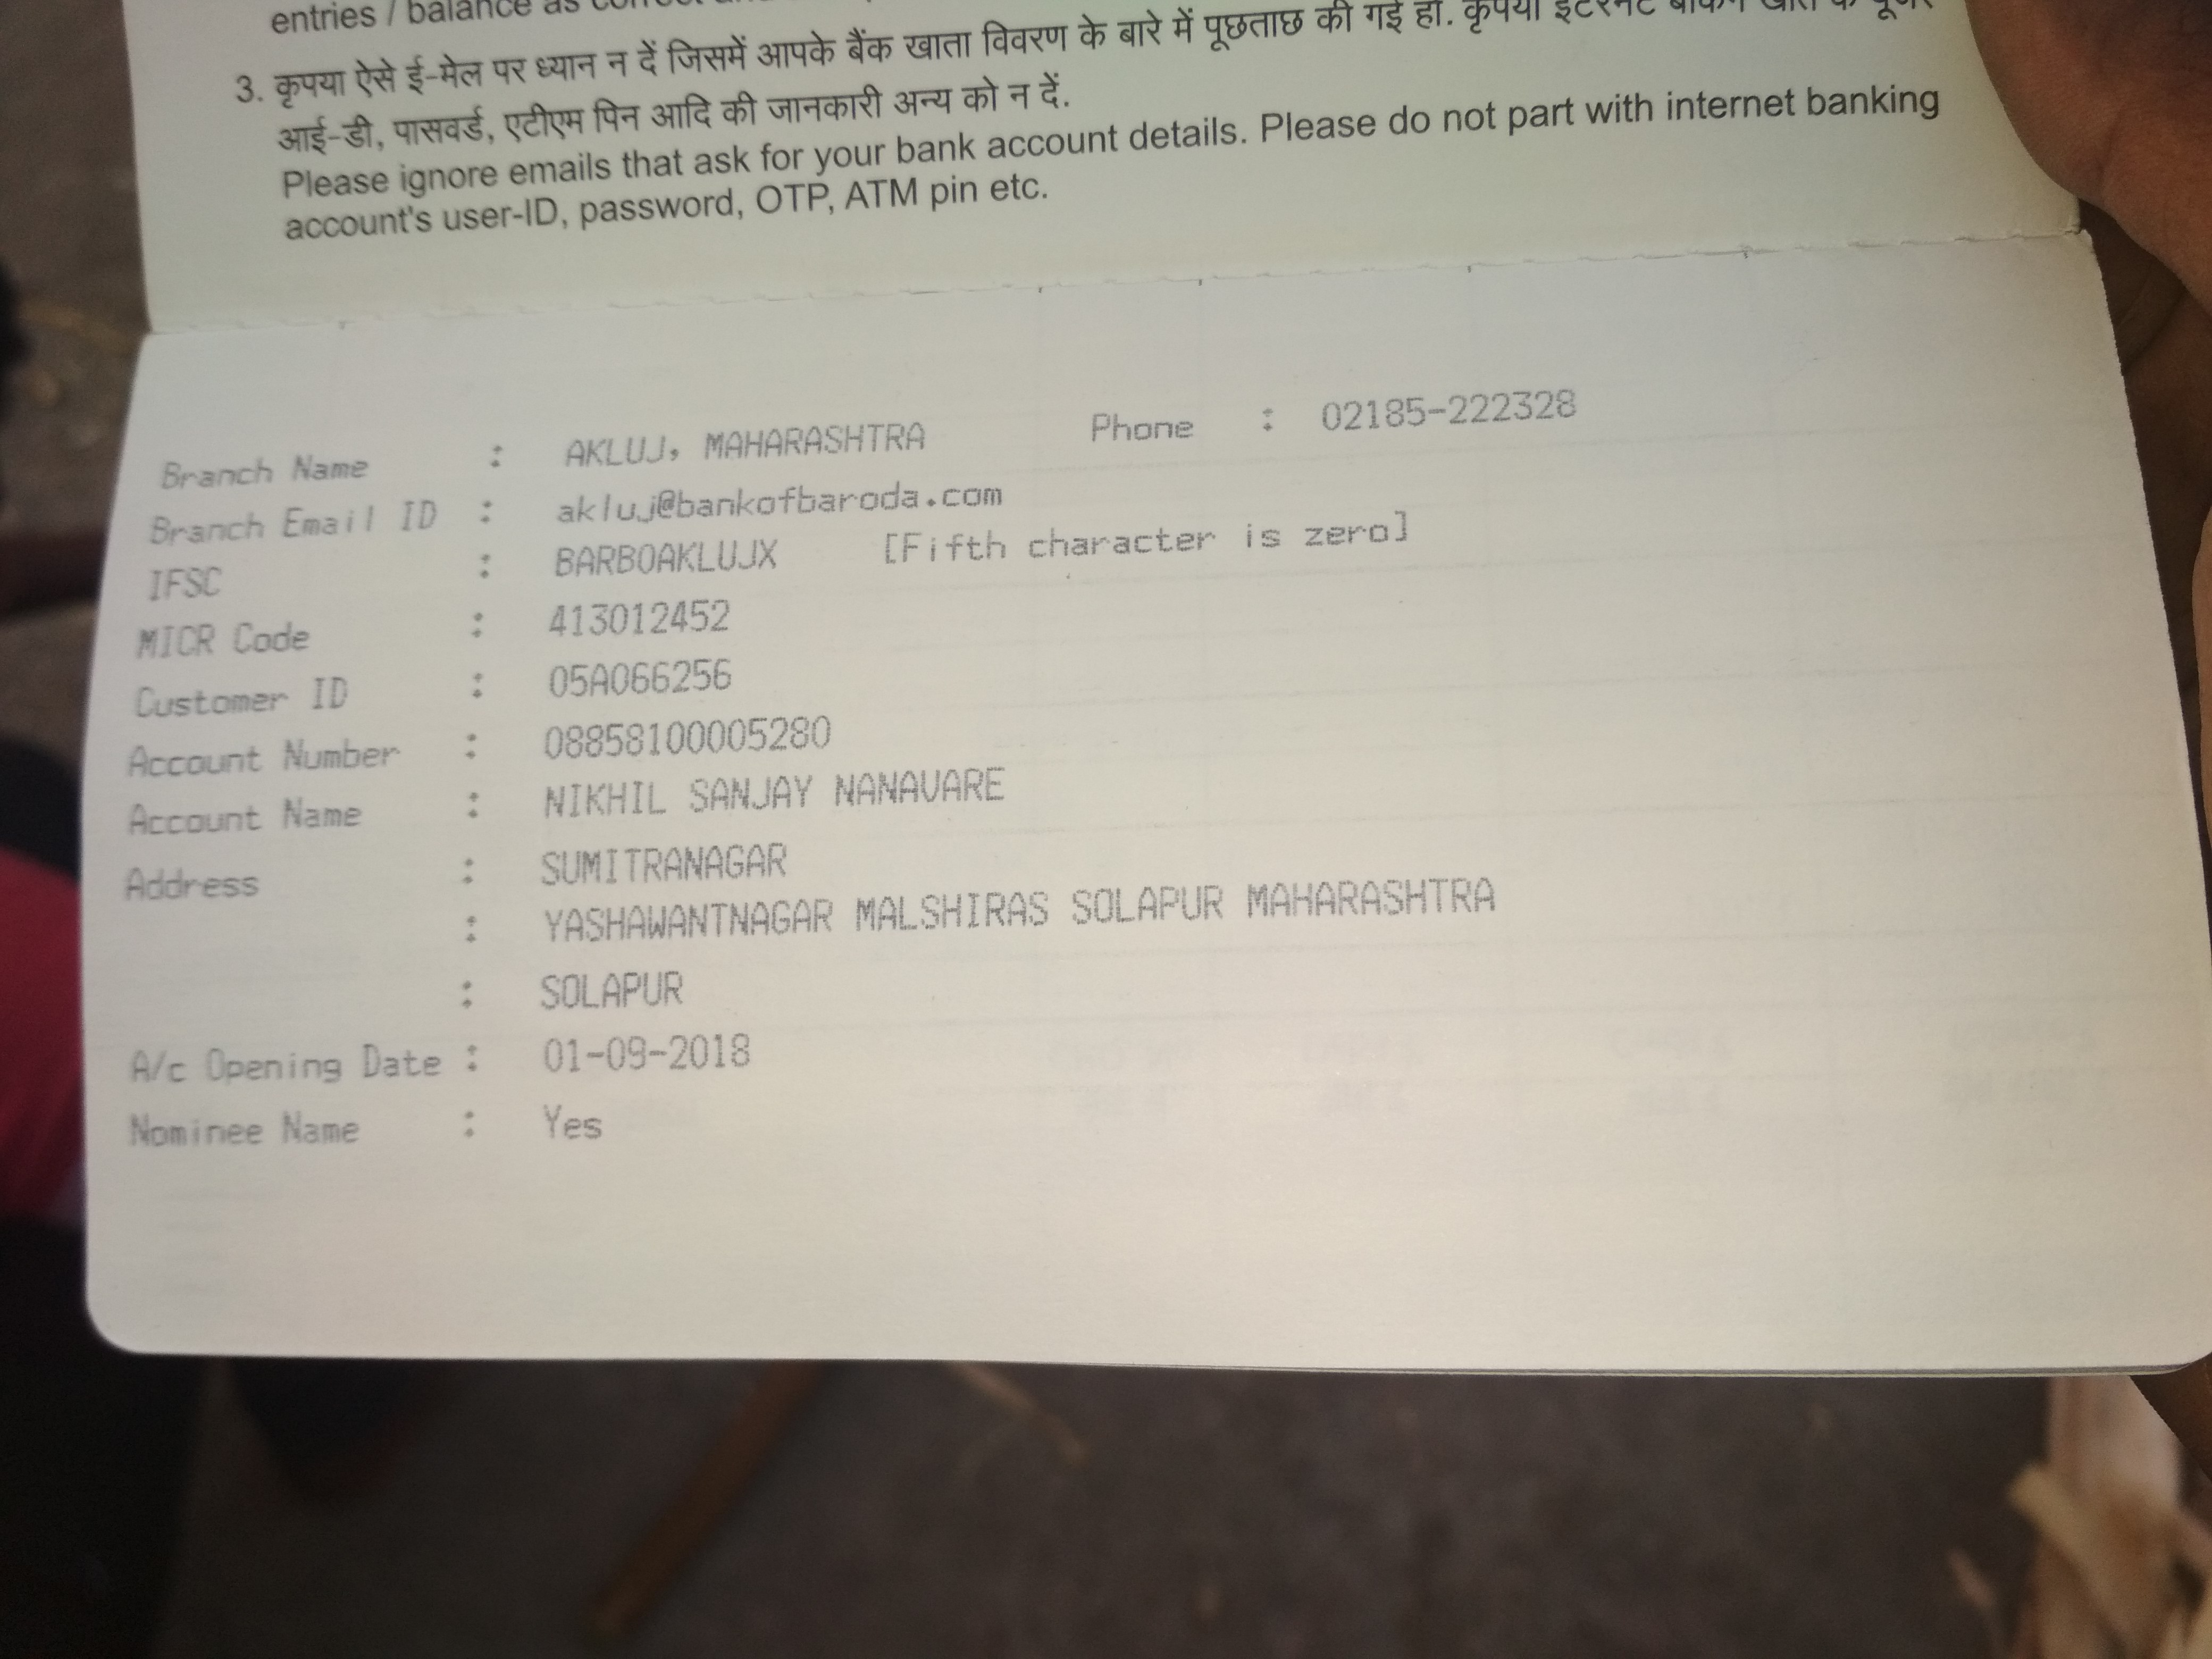 entries / balance as correct and
3. कृपया ऐसे ई-मेल पर ध्यान न दें जिसमें आपके बैंक खाता विवरण के बारे में पूछताछ की गई हो. कृपया इंटरनेट बैंकिंग खाते के यूजर
आई-डी, पासवर्ड, एटीएम पिन आदि की जानकारी अन्य को न दें.
Please ignore emails that ask for your bank account details. Please do not part with internet banking
account's user-ID, password, OTP, ATM pin etc.
Branch Name : AKLUJ, MAHARASHTRA Phone : 02185-222328
Branch Email ID : akluj@bankofbaroda.com
IFSC : BARB0AKLUJX [Fifth character is zero]
MICR Code : 413012452
Customer ID : 05A066256
Account Number : 08858100005280
Account Name : NIKHIL SANJAY NANAVARE
Address : SUMITRANAGAR
: YASHAWANTNAGAR MALSHIRAS SOLAPUR MAHARASHTRA
: SOLAPUR
A/c Opening Date : 01-09-2018
Nominee Name : Yes